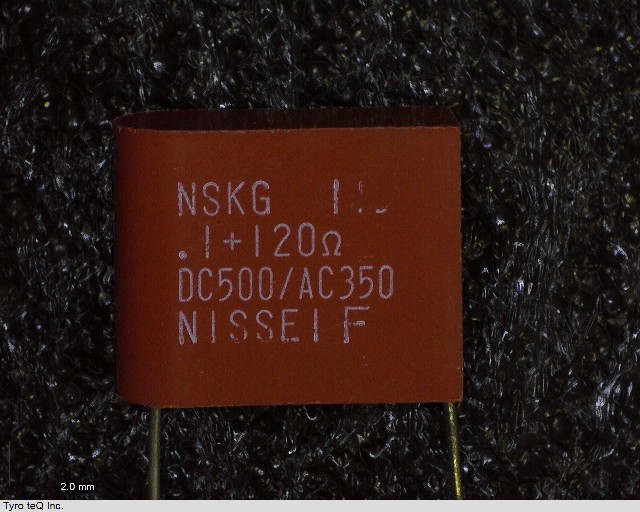 NSKG
.1+120Ω
DC500/AC350
NISSEI F
2.0 mm
Tyro teQ Inc.